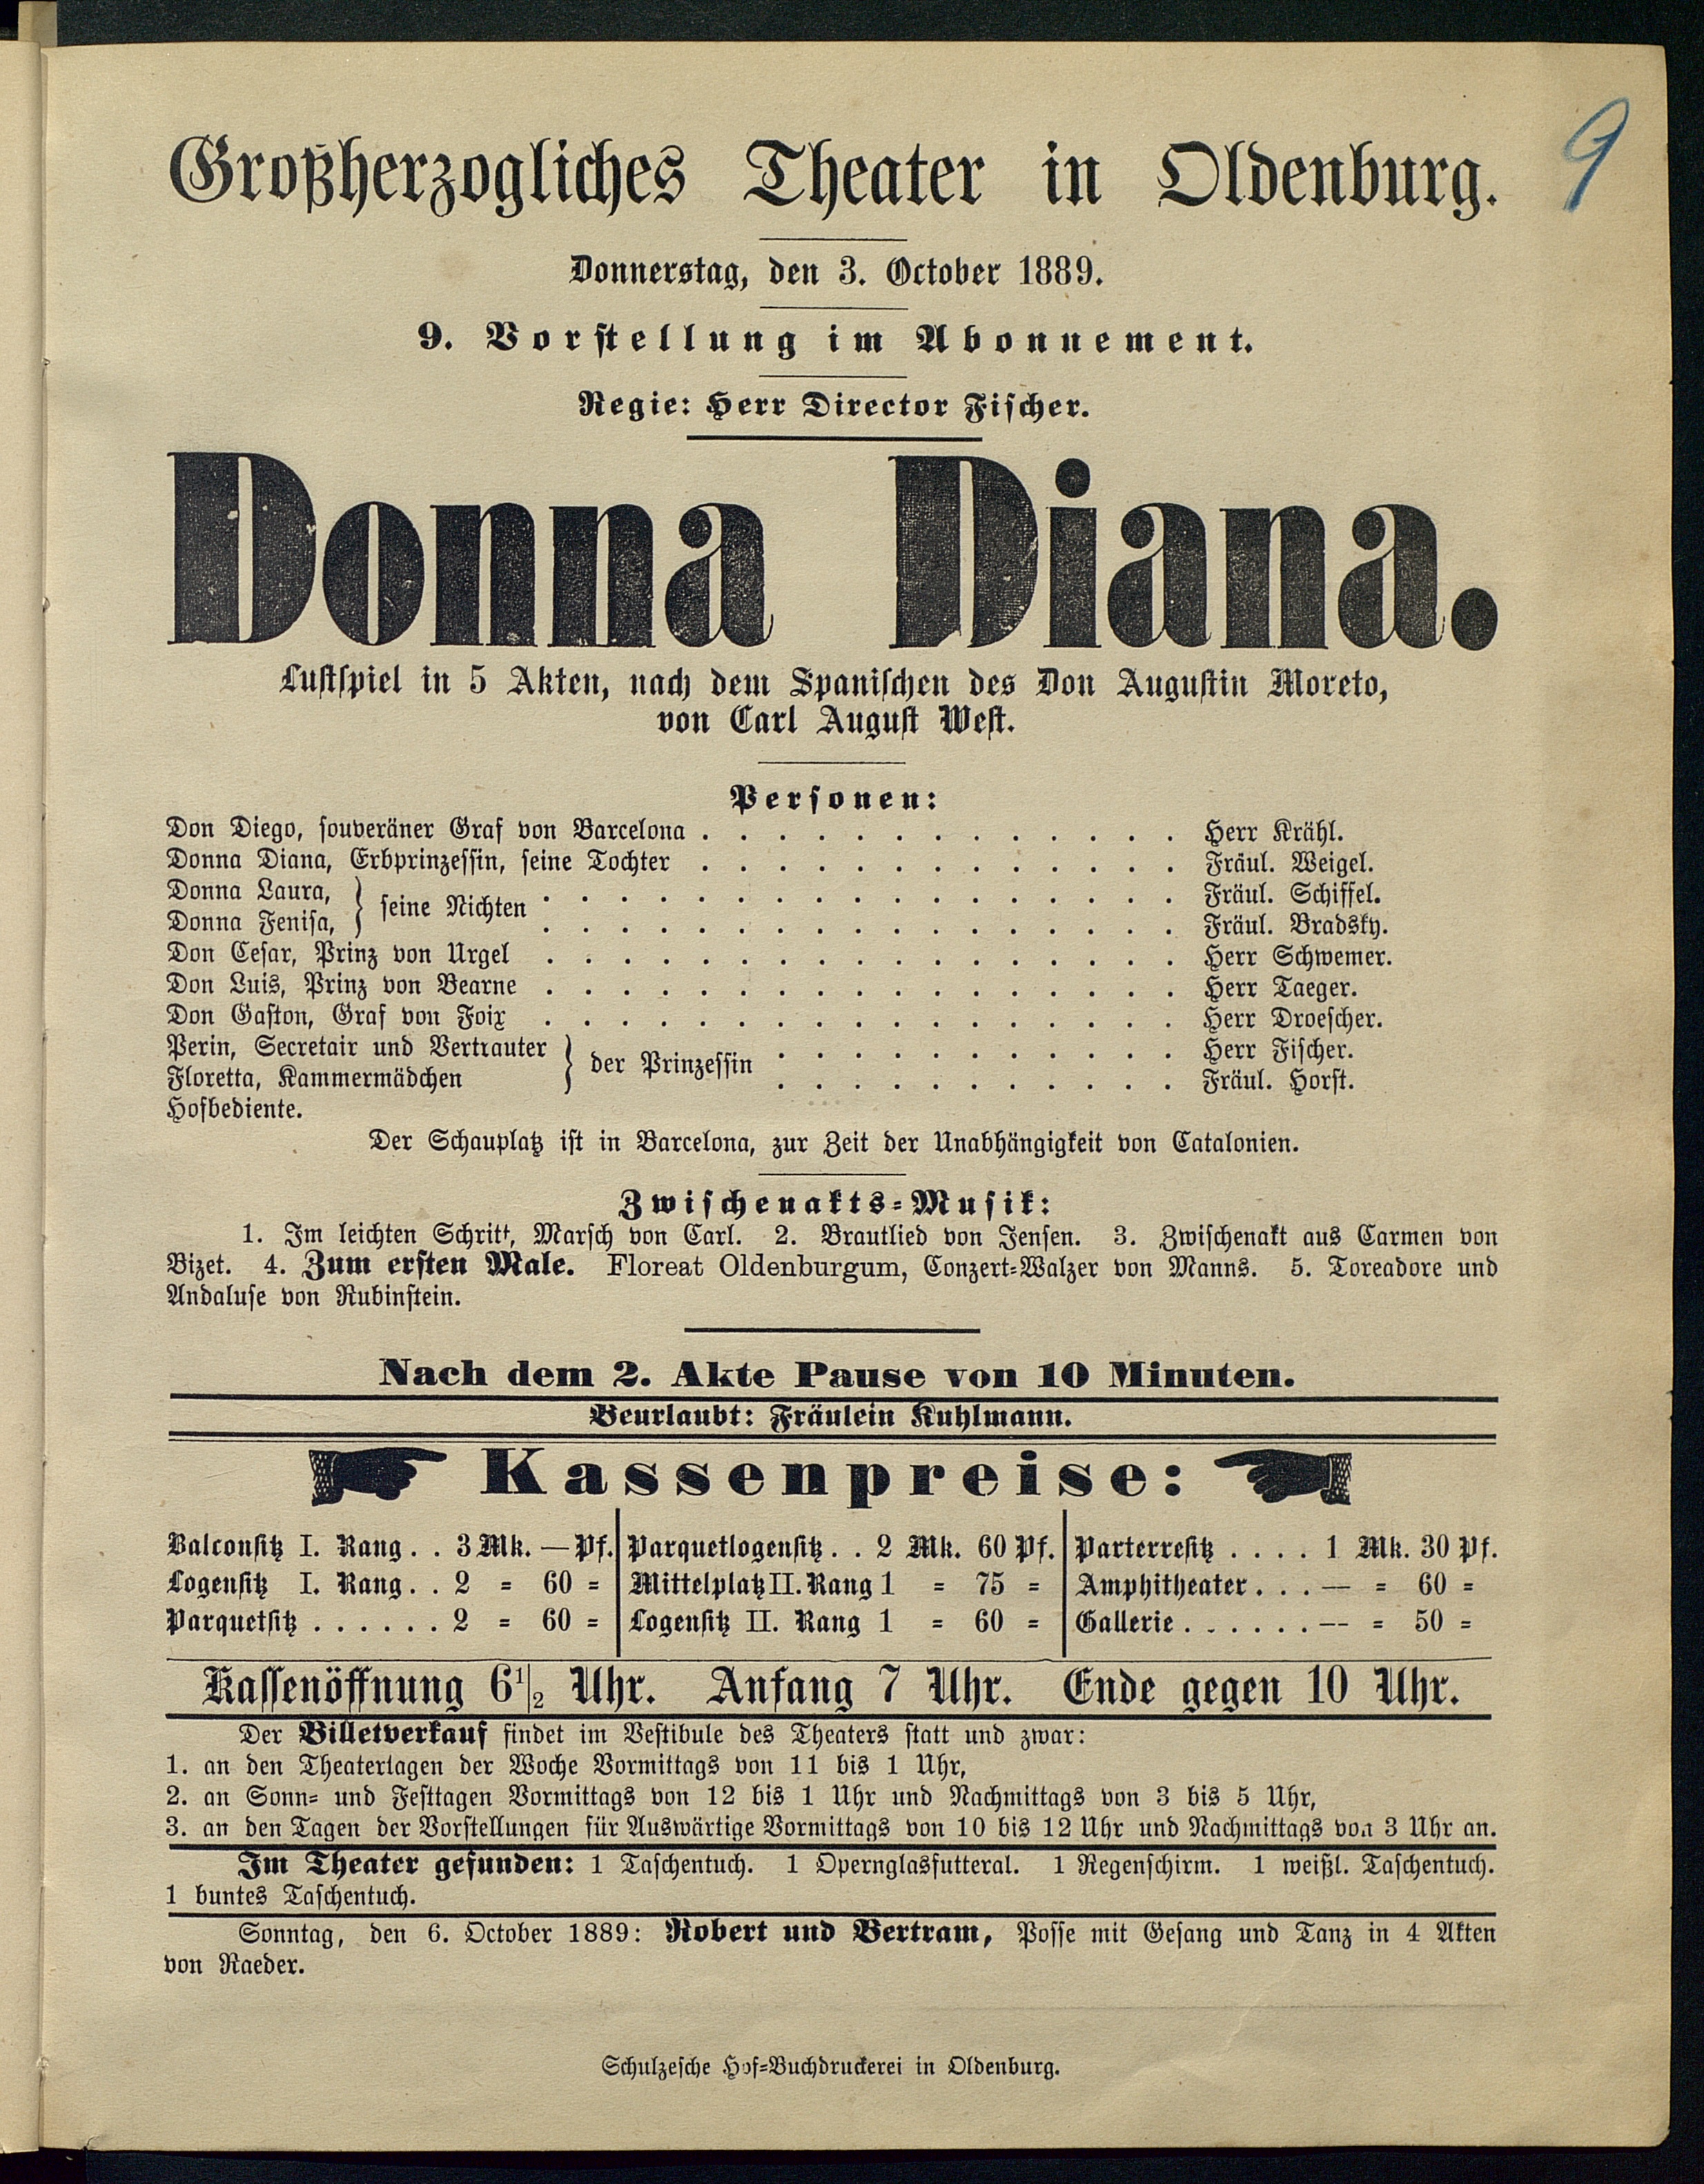 9
Großherzogliches Theater in Oldenburg.
Donnerstag, den 3. October 1889.
9. Vorstellung im Abonnement.
Regie: Herr Director Fischer.
Donna Diana.
Lustspiel in 5 Akten, nach dem Spanischen des Don Augustin Moreto,
von Carl August West.
Personen:
Don Diego, souveräner Graf von Barcelona . . . . . . . . . . . . . Herr Krähl.
Donna Diana, Erbprinzessin, seine Tochter . . . . . . . . . . . . . Fräul. Weigel.
Donna Laura, } seine Nichten . . . . . . . . . . . . . . . . . Fräul. Schiffel.
Donna Fenisa, . . . . . . . . . . . . . . . . . Fräul. Bradsky.
Don Cesar, Prinz von Urgel . . . . . . . . . . . . . . . . . Herr Schwemer.
Don Luis, Prinz von Bearne . . . . . . . . . . . . . . . . . Herr Taeger.
Don Gaston, Graf von Foix . . . . . . . . . . . . . . . . . Herr Droescher.
Perin, Secretair und Vertrauter } der Prinzessin . . . . . . . . . . . Herr Fischer.
Floretta, Kammermädchen . . . . . . . . . . . Fräul. Horst.
Hofbediente.
Der Schauplatz ist in Barcelona, zur Zeit der Unabhängigkeit von Catalonien.
Zwischenakts-Musik:
1. Im leichten Schritt, Marsch von Carl. 2. Brautlied von Jensen. 3. Zwischenakt aus Carmen von
Bizet. 4. Zum ersten Male. Floreat Oldenburgum, Conzert-Walzer von Manns. 5. Toreadore und
Andaluse von Rubinstein.
Nach dem 2. Akte Pause von 10 Minuten.
Beurlaubt: Fräulein Kuhlmann.
Kassenpreise:
Balconsitz I. Rang . . 3 Mk. — Pf. Parquetlogensitz . . 2 Mk. 60 Pf. Parterresitz . . . . 1 Mk. 30 Pf.
Logensitz I. Rang . . 2 = 60 = Mittelplatz II. Rang 1 = 75 = Amphitheater . . . — = 60 =
Parquetsitz . . . . . . 2 = 60 = Logensitz II. Rang 1 = 60 = Gallerie . . . . . . — = 50 =
Kassenöffnung 6 1/2 Uhr. Anfang 7 Uhr. Ende gegen 10 Uhr.
Der Billetverkauf findet im Vestibule des Theaters statt und zwar:
1. an den Theatertagen der Woche Vormittags von 11 bis 1 Uhr,
2. an Sonn- und Festtagen Vormittags von 12 bis 1 Uhr und Nachmittags von 3 bis 5 Uhr,
3. an den Tagen der Vorstellungen für Auswärtige Vormittags von 10 bis 12 Uhr und Nachmittags von 3 Uhr an.
Im Theater gefunden: 1 Taschentuch. 1 Opernglasfutteral. 1 Regenschirm. 1 weißl. Taschentuch.
1 buntes Taschentuch.
Sonntag, den 6. October 1889: Robert und Bertram, Posse mit Gesang und Tanz in 4 Akten
von Raeder.
Schulzesche Hof-Buchdruckerei in Oldenburg.